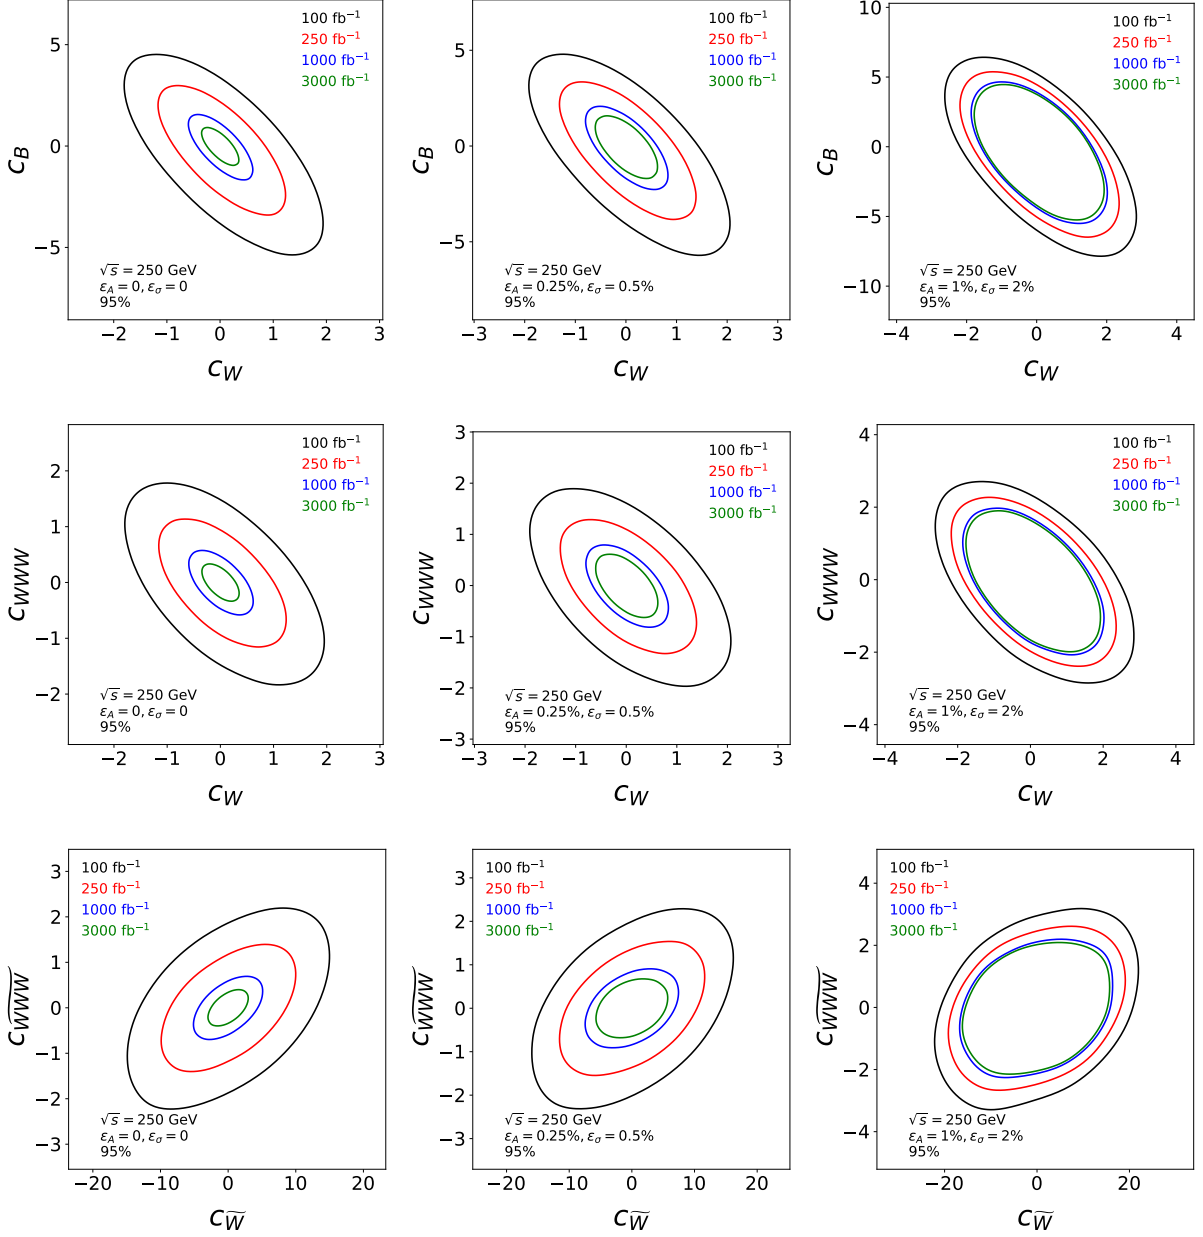 100 fb⁻¹
250 fb⁻¹
1000 fb⁻¹
3000 fb⁻¹
5
0
−5
c_B
√s = 250 GeV
ε_A = 0, ε_σ = 0
95%
−2 −1 0 1 2 3
c_W
100 fb⁻¹
250 fb⁻¹
1000 fb⁻¹
3000 fb⁻¹
5
0
−5
c_B
√s = 250 GeV
ε_A = 0.25%, ε_σ = 0.5%
95%
−3 −2 −1 0 1 2 3
c_W
100 fb⁻¹
250 fb⁻¹
1000 fb⁻¹
3000 fb⁻¹
10
5
0
−5
−10
c_B
√s = 250 GeV
ε_A = 1%, ε_σ = 2%
95%
−4 −2 0 2 4
c_W
100 fb⁻¹
250 fb⁻¹
1000 fb⁻¹
3000 fb⁻¹
2
1
0
−1
−2
c_WWW
√s = 250 GeV
ε_A = 0, ε_σ = 0
95%
−2 −1 0 1 2 3
c_W
100 fb⁻¹
250 fb⁻¹
1000 fb⁻¹
3000 fb⁻¹
3
2
1
0
−1
−2
−3
c_WWW
√s = 250 GeV
ε_A = 0.25%, ε_σ = 0.5%
95%
−3 −2 −1 0 1 2 3
c_W
100 fb⁻¹
250 fb⁻¹
1000 fb⁻¹
3000 fb⁻¹
4
2
0
−2
−4
c_WWW
√s = 250 GeV
ε_A = 1%, ε_σ = 2%
95%
−4 −2 0 2 4
c_W
100 fb⁻¹
250 fb⁻¹
1000 fb⁻¹
3000 fb⁻¹
3
2
1
0
−1
−2
−3
c_\widetilde{WWW}
√s = 250 GeV
ε_A = 0, ε_σ = 0
95%
−20 −10 0 10 20
c_\widetilde{W}
100 fb⁻¹
250 fb⁻¹
1000 fb⁻¹
3000 fb⁻¹
3
2
1
0
−1
−2
−3
c_\widetilde{WWW}
√s = 250 GeV
ε_A = 0.25%, ε_σ = 0.5%
95%
−20 −10 0 10 20
c_\widetilde{W}
100 fb⁻¹
250 fb⁻¹
1000 fb⁻¹
3000 fb⁻¹
4
2
0
−2
−4
c_\widetilde{WWW}
√s = 250 GeV
ε_A = 1%, ε_σ = 2%
95%
−20 0 20
c_\widetilde{W}